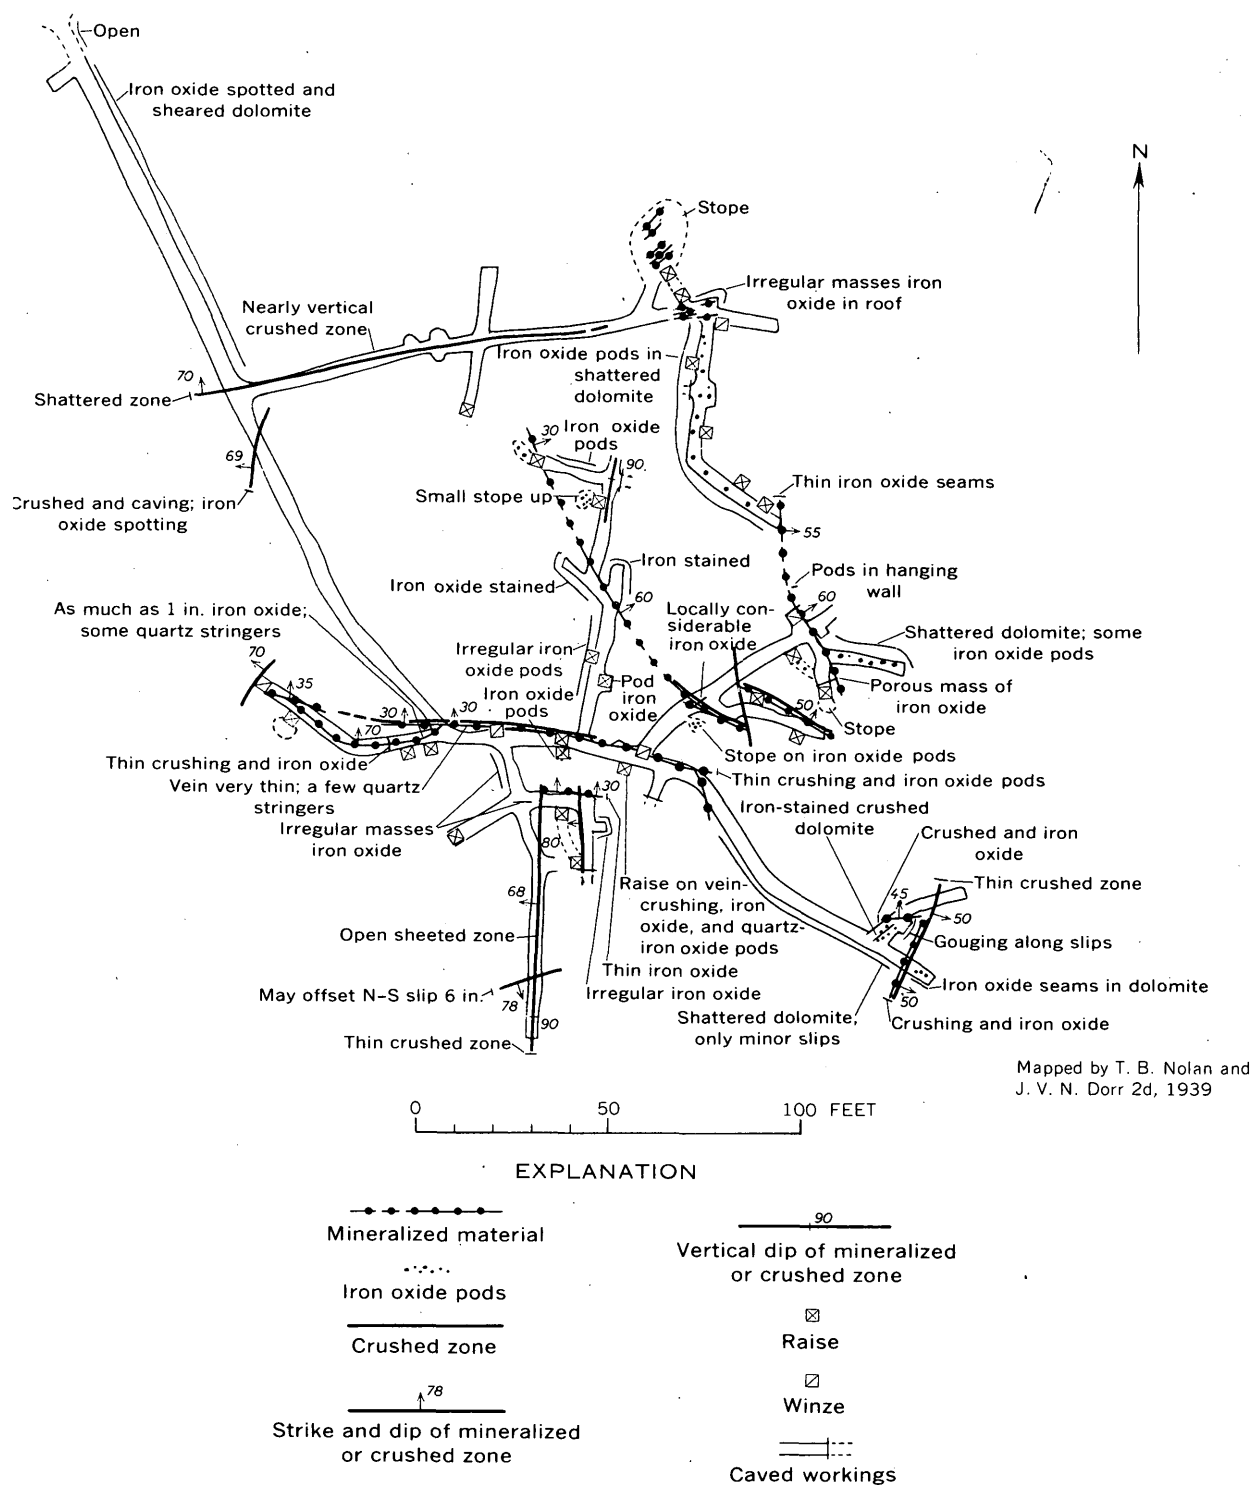 Open
Iron oxide spotted and
sheared dolomite
N
Stope
Irregular masses iron
oxide in roof
Nearly vertical
crushed zone
Iron oxide pods in
shattered
dolomite
70
Shattered zone
30
Iron oxide
pods
69
90
Crushed and caving; iron
oxide spotting
Small stope up
Thin iron oxide seams
55
Iron stained
Iron oxide stained
Pods in hanging
wall
As much as 1 in. iron oxide;
some quartz stringers
60
60
Locally con-
siderable
iron oxide
Shattered dolomite; some
iron oxide pods
70
Irregular iron
oxide pods
35
Pod
iron
oxide
Porous mass of
iron oxide
Iron oxide
pods
30
30
50
Stope
70
Stope on iron oxide pods
Thin crushing and iron oxide
Thin crushing and iron oxide pods
Vein very thin; a few quartz
stringers
30
Irregular masses
iron oxide
Iron-stained crushed
dolomite
Crushed and iron
oxide
80
Thin crushed zone
68
45
Raise on vein-
crushing, iron
oxide, and quartz-
iron oxide pods
50
Open sheeted zone
Gouging along slips
Thin iron oxide
May offset N-S slip 6 in.
78
Irregular iron oxide
Iron oxide seams in dolomite
50
90
Shattered dolomite,
only minor slips
Crushing and iron oxide
Thin crushed zone
Mapped by T. B. Nolan and
J. V. N. Dorr 2d, 1939
0 50 100 FEET
EXPLANATION
Mineralized material
Iron oxide pods
Crushed zone
78
Strike and dip of mineralized
or crushed zone
90
Vertical dip of mineralized
or crushed zone
Raise
Winze
Caved workings